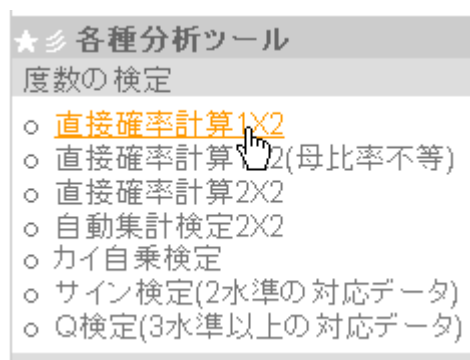 ★彡各種分析ツール
度数の検定
直接確率計算1X2
直接確率計算 2(母比率不等)
直接確率計算2X2
自動集計検定2X2
カイ自乗検定
サイン検定(2水準の対応データ)
Q検定(3水準以上の対応データ)